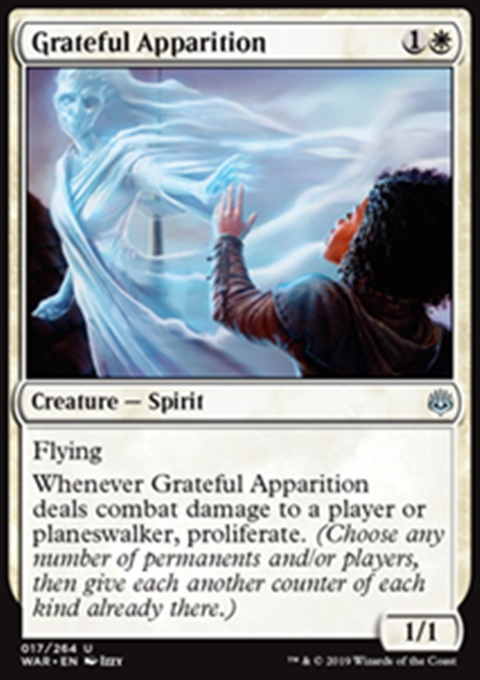 Grateful Apparition 1
Creature — Spirit
Flying
Whenever Grateful Apparition
deals combat damage to a player or
planeswalker, proliferate. (Choose any
number of permanents and/or players,
then give each another counter of each
kind already there.)
1/1
017/264 U
WAR • EN Izzy
™ & © 2019 Wizards of the Coast